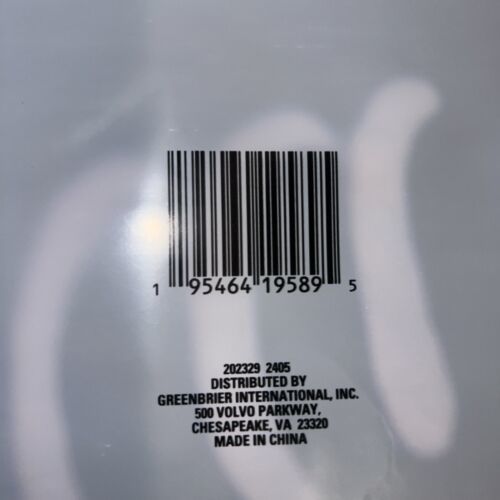 1 95464 19589 5
202329 2405
DISTRIBUTED BY
GREENBRIER INTERNATIONAL, INC.
500 VOLVO PARKWAY,
CHESAPEAKE, VA 23320
MADE IN CHINA